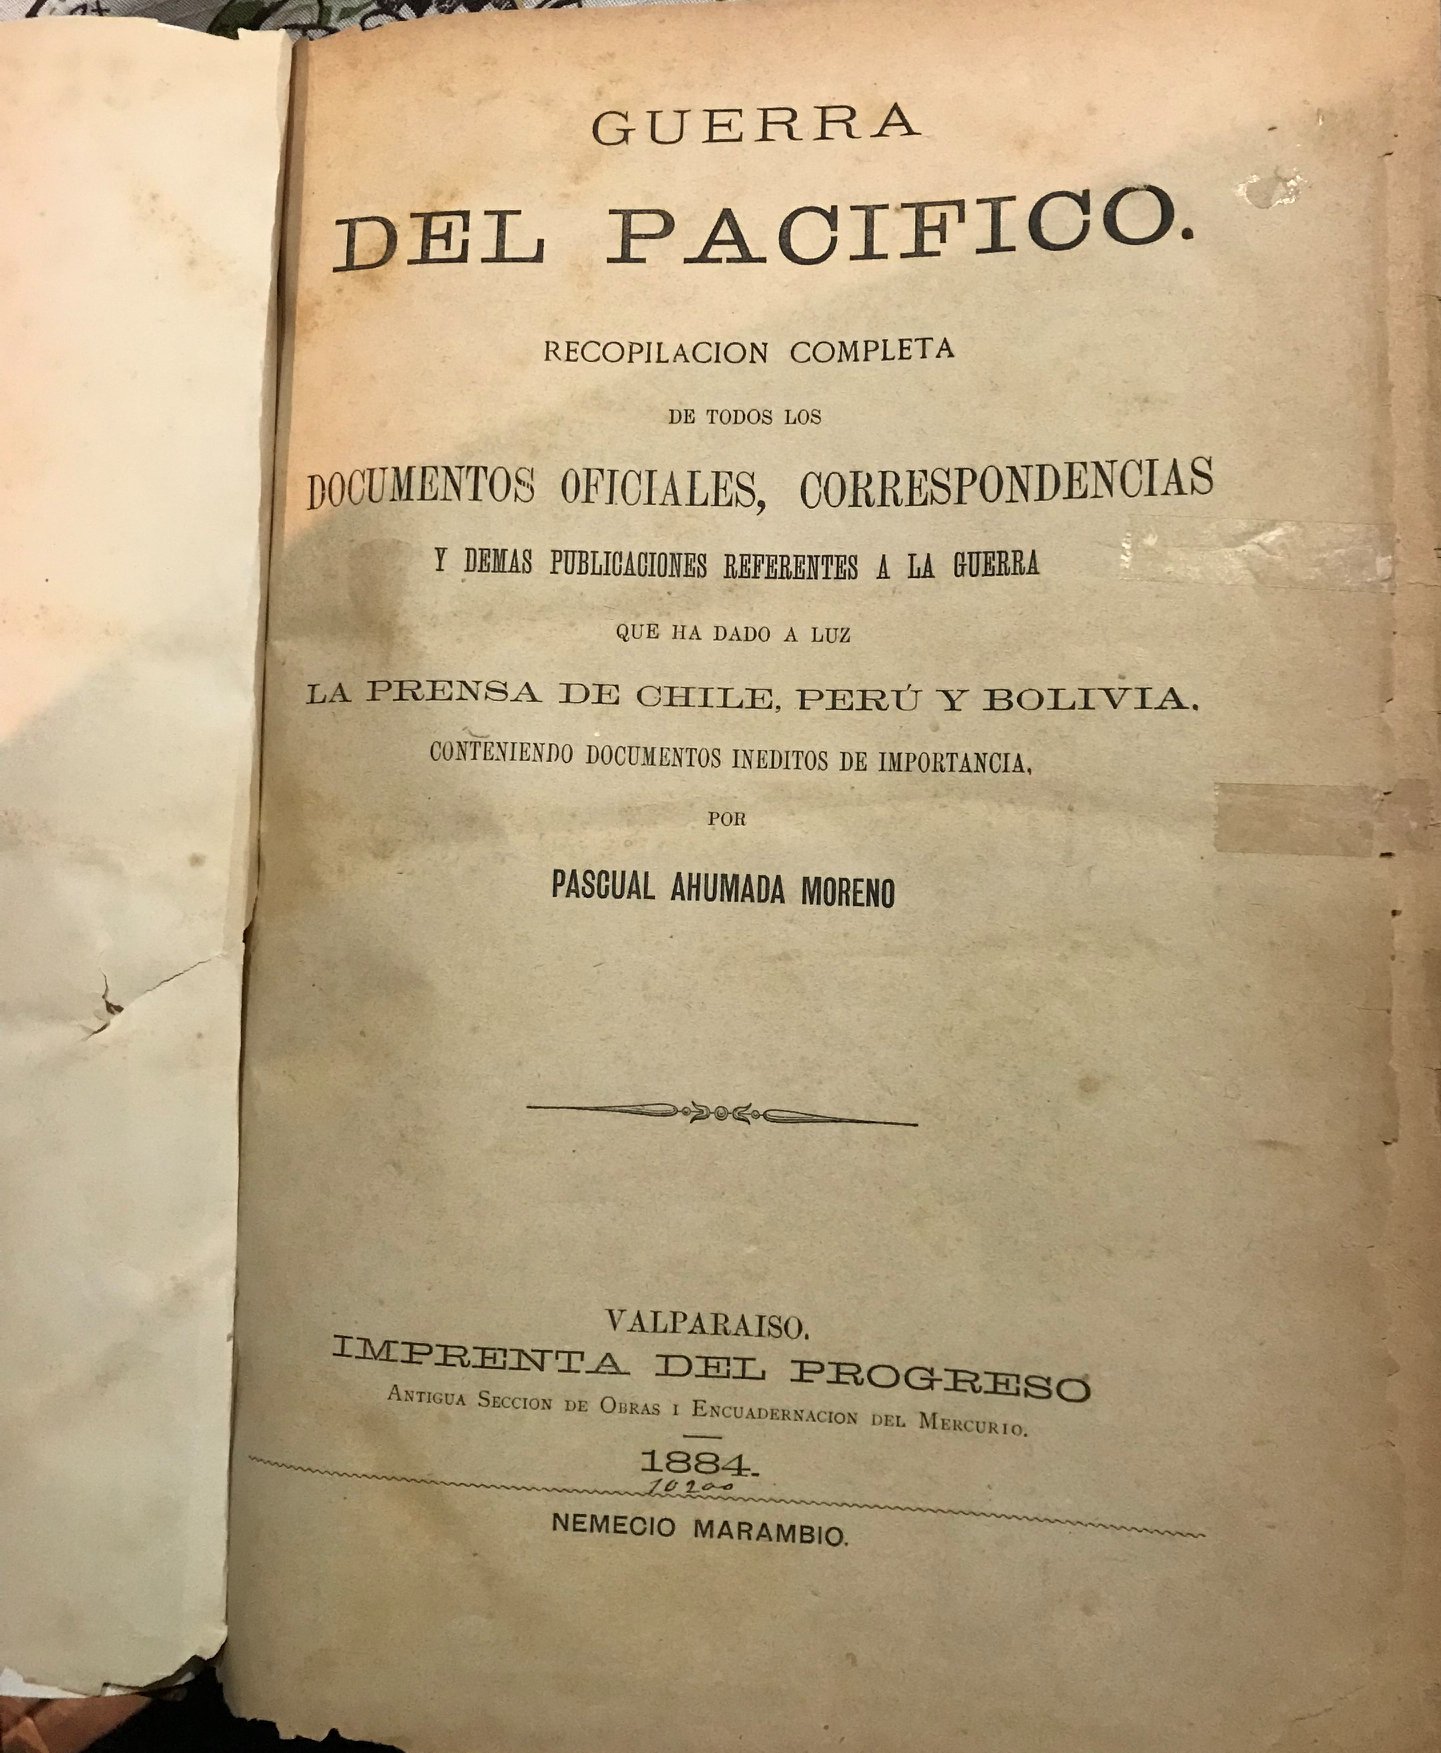 GUERRA
DEL PACIFICO.
RECOPILACION COMPLETA
DE TODOS LOS
DOCUMENTOS OFICIALES, CORRESPONDENCIAS
Y DEMAS PUBLICACIONES REFERENTES A LA GUERRA
QUE HA DADO A LUZ
LA PRENSA DE CHILE, PERÚ Y BOLIVIA.
CONTENIENDO DOCUMENTOS INEDITOS DE IMPORTANCIA,
POR
PASCUAL AHUMADA MORENO
VALPARAISO.
IMPRENTA DEL PROGRESO
ANTIGUA SECCION DE OBRAS I ENCUADERNACION DEL MERCURIO.
1884.
10200
NEMECIO MARAMBIO.